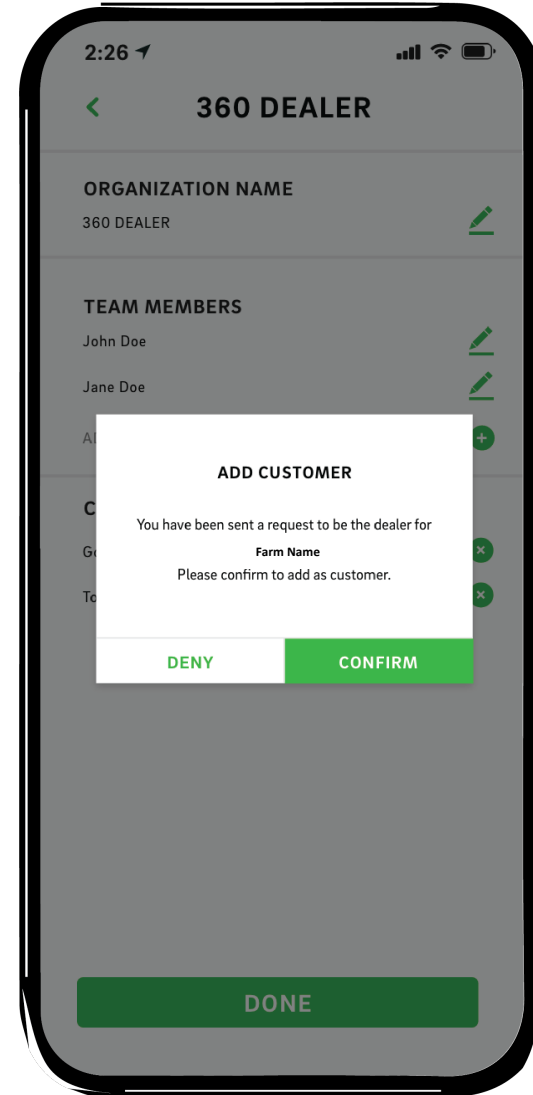 2:26
360 DEALER
ORGANIZATION NAME
360 DEALER
TEAM MEMBERS
John Doe
Jane Doe
ADD CUSTOMER
You have been sent a request to be the dealer for
Farm Name
Please confirm to add as customer.
DENY
CONFIRM
DONE